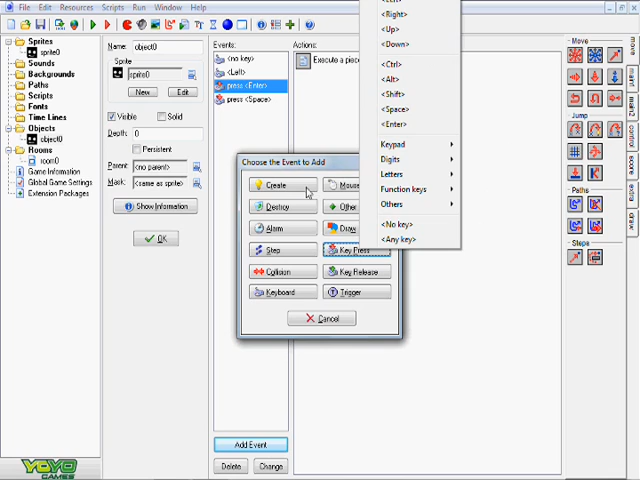 File Edit Resources Scripts Run Window Help
Sprites
sprite0
Sounds
Backgrounds
Paths
Scripts
Fonts
Time Lines
Objects
object0
Rooms
room0
Game Information
Global Game Settings
Extension Packages
YOYO
GAMES
Name: object0
Sprite
sprite0
New Edit
Visible Solid
Depth: 0
Persistent
Parent: <no parent>
Mask: <same as sprite>
Show Information
OK
Events:
<no key>
<Left>
press <Enter>
press <Space>
Add Event
Delete Change
Actions:
Execute a piec
Choose the Event to Add
Create Mouse
Destroy Other
Alarm Draw
Step Key Press
Collision Key Release
Keyboard Trigger
Cancel
<Right>
<Up>
<Down>
<Ctrl>
<Alt>
<Shift>
<Space>
<Enter>
Keypad
Digits
Letters
Function keys
Others
<No key>
<Any key>
Move
Jump
Paths
Steps
move
main1
main2
control
score
extra
draw